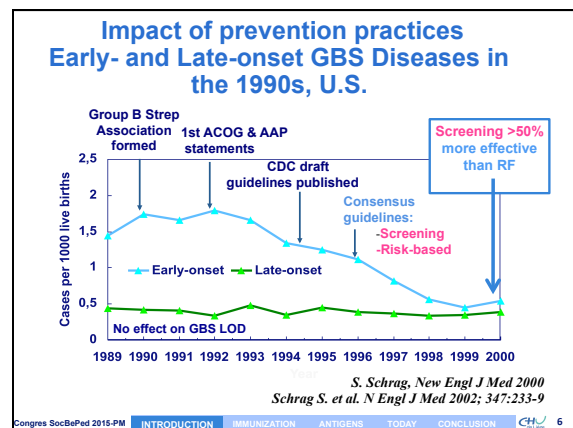 Impact of prevention practices
Early- and Late-onset GBS Diseases in
the 1990s, U.S.
Group B Strep
Association
formed
1st ACOG & AAP
statements
CDC draft
guidelines published
Consensus
guidelines:
-Screening
-Risk-based
Screening >50%
more effective
than RF
Cases per 1000 live births
2,5
2
1,5
1
0,5
0
Early-onset
Late-onset
No effect on GBS LOD
1989 1990 1991 1992 1993 1994 1995 1996 1997 1998 1999 2000
Year
S. Schrag, New Engl J Med 2000
Schrag S. et al. N Engl J Med 2002; 347:233-9
Congres SocBePed 2015-PM INTRODUCTION IMMUNIZATION ANTIGENS TODAY CONCLUSION CHU 6